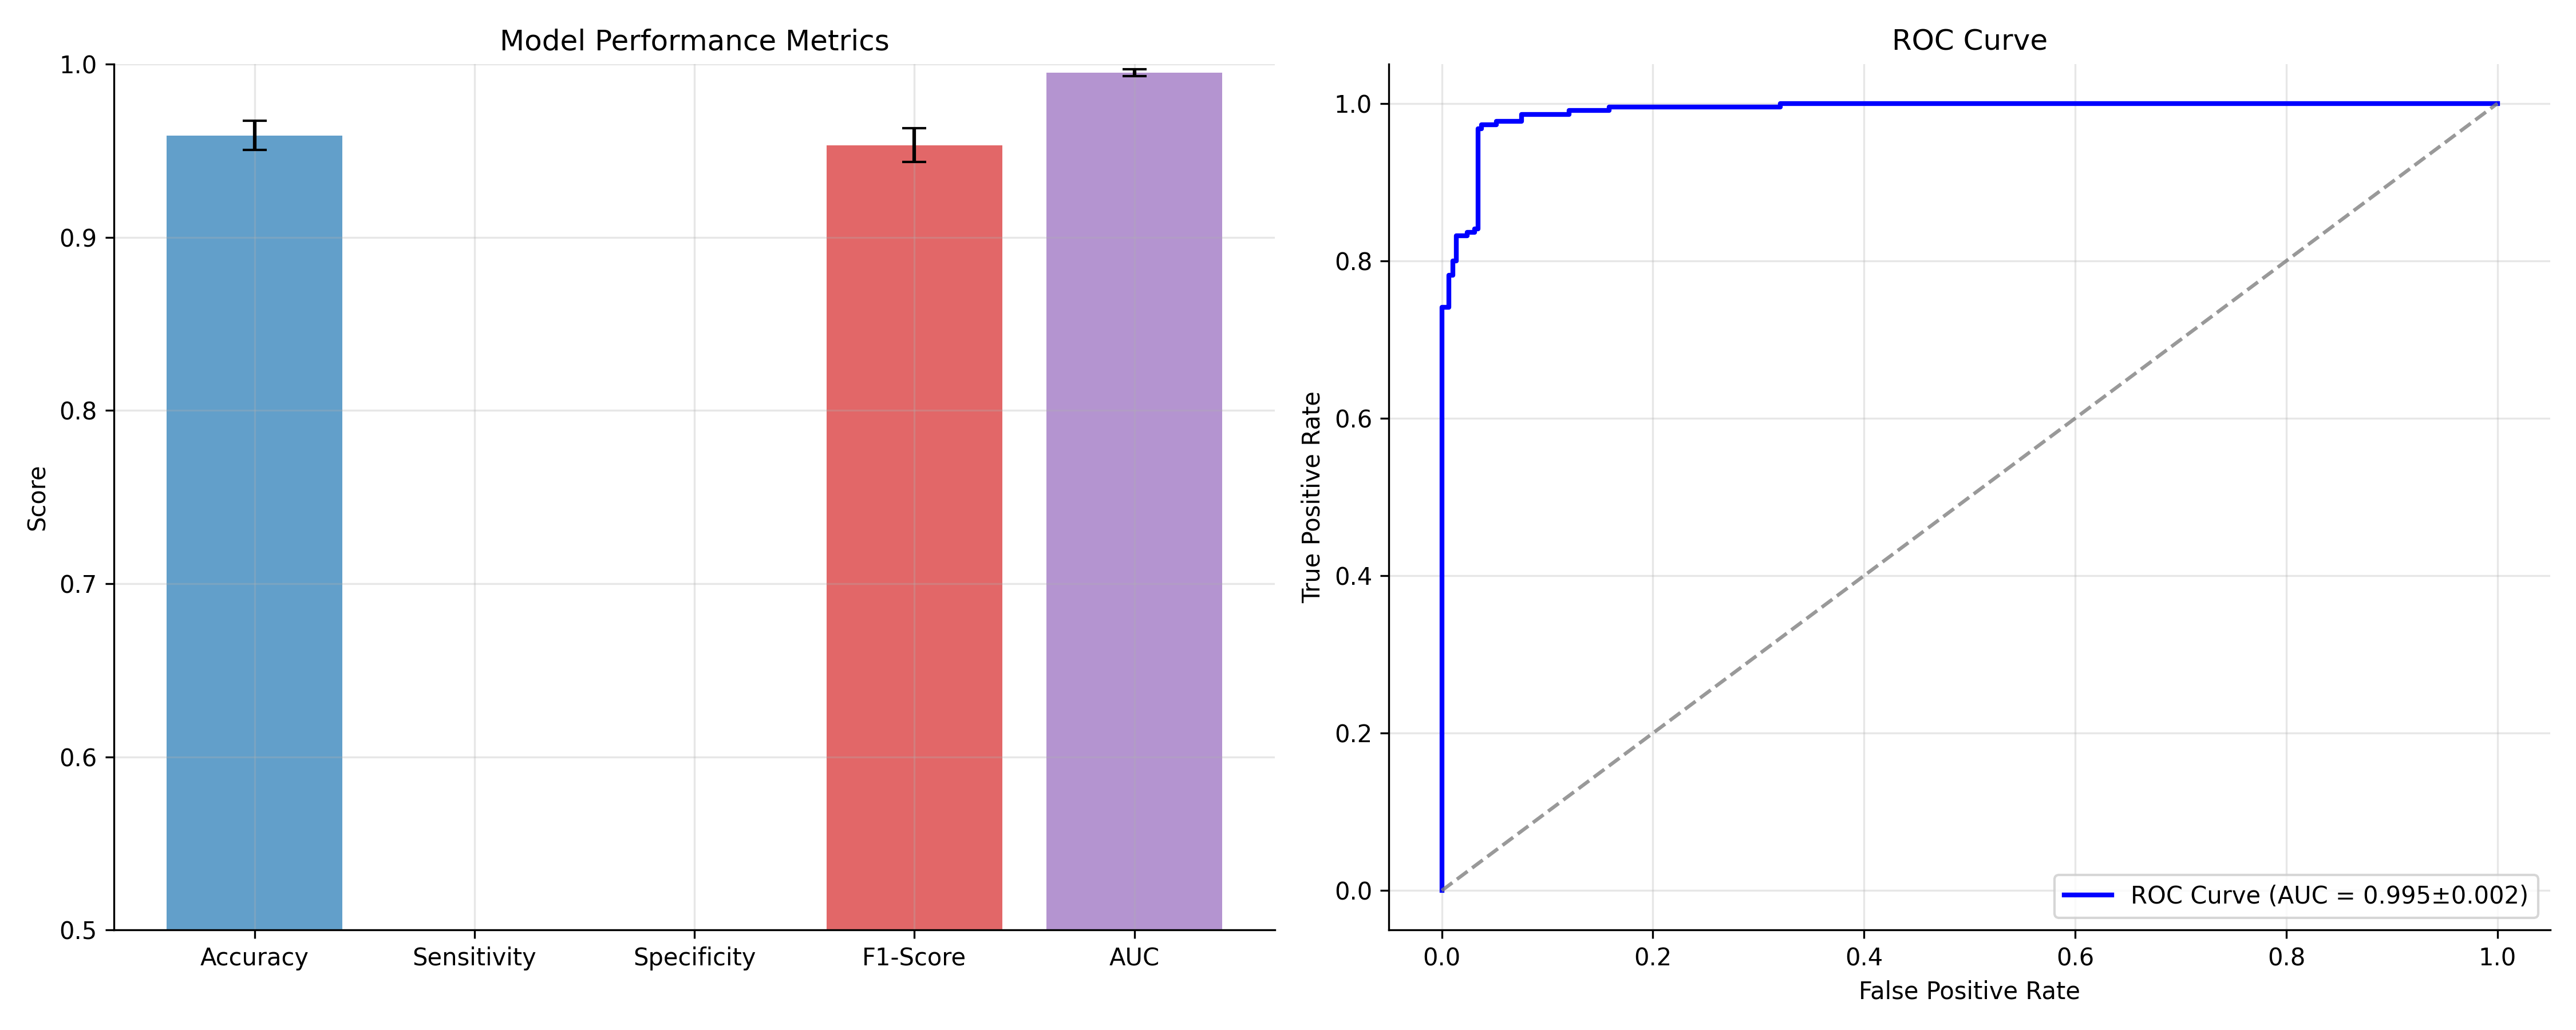 Model Performance Metrics
Score
1.0
0.9
0.8
0.7
0.6
0.5
Accuracy
Sensitivity
Specificity
F1-Score
AUC
ROC Curve
True Positive Rate
1.0
0.8
0.6
0.4
0.2
0.0
ROC Curve (AUC = 0.995±0.002)
0.0
0.2
0.4
0.6
0.8
1.0
False Positive Rate